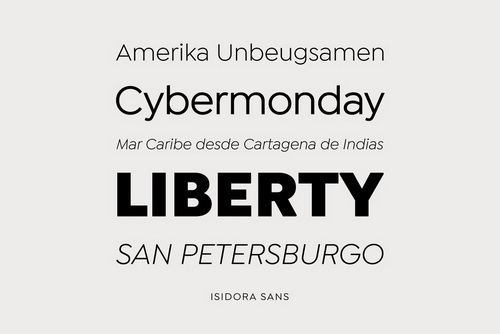 Amerika Unbeugsamen
Cybermonday
Mar Caribe desde Cartagena de Indias
LIBERTY
SAN PETERSBURGO
ISIDORA SANS